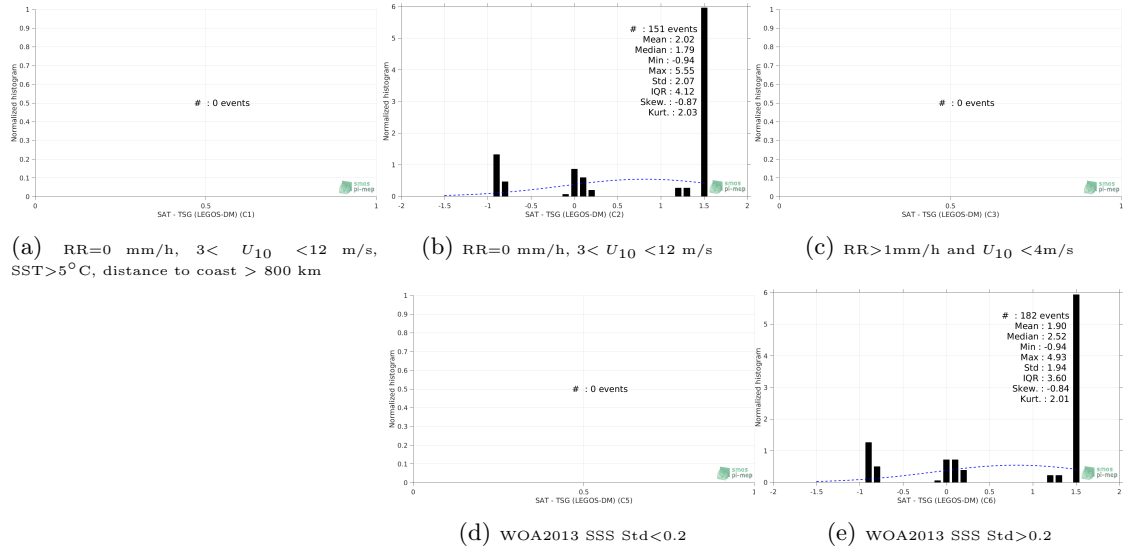 1
0.9
0.8
0.7
0.6
0.5
0.4
0.3
0.2
0.1
0
Normalized histogram
# : 0 events
smos
pi-mep
0 0.5 1
SAT - TSG (LEGOS-DM) (C1)
(a) RR=0 mm/h, 3< U10 <12 m/s,
SST>5°C, distance to coast > 800 km
6
5
4
3
2
1
0
Normalized histogram
# : 151 events
Mean : 2.02
Median : 1.79
Min : -0.94
Max : 5.55
Std : 2.07
IQR : 4.12
Skew. : -0.87
Kurt. : 2.03
smos
pi-mep
-2 -1.5 -1 -0.5 0 0.5 1 1.5 2
SAT - TSG (LEGOS-DM) (C2)
(b) RR=0 mm/h, 3< U10 <12 m/s
1
0.9
0.8
0.7
0.6
0.5
0.4
0.3
0.2
0.1
0
Normalized histogram
# : 0 events
smos
pi-mep
0 0.5 1
SAT - TSG (LEGOS-DM) (C3)
(c) RR>1mm/h and U10 <4m/s
1
0.9
0.8
0.7
0.6
0.5
0.4
0.3
0.2
0.1
0
Normalized histogram
# : 0 events
smos
pi-mep
0 0.5 1
SAT - TSG (LEGOS-DM) (C5)
(d) WOA2013 SSS Std<0.2
6
5
4
3
2
1
0
Normalized histogram
# : 182 events
Mean : 1.90
Median : 2.52
Min : -0.94
Max : 4.93
Std : 1.94
IQR : 3.60
Skew. : -0.84
Kurt. : 2.01
smos
pi-mep
-2 -1.5 -1 -0.5 0 0.5 1 1.5 2
SAT - TSG (LEGOS-DM) (C6)
(e) WOA2013 SSS Std>0.2